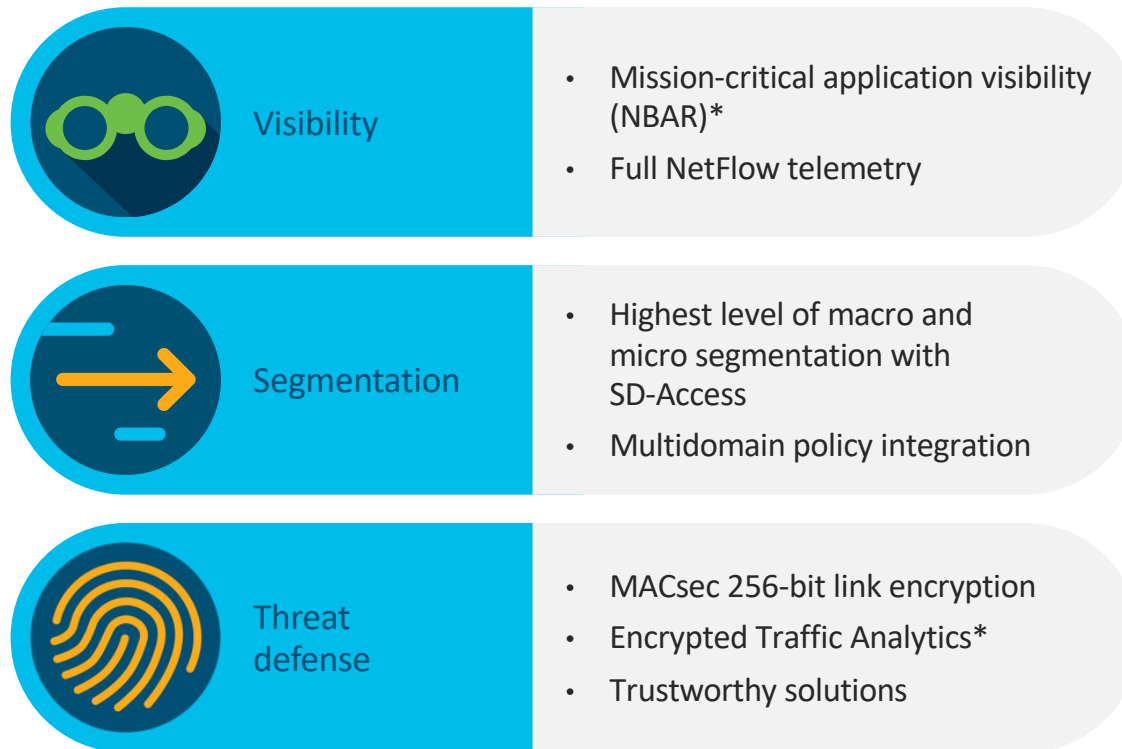 Visibility
• Mission-critical application visibility
(NBAR)*
• Full NetFlow telemetry
Segmentation
• Highest level of macro and
micro segmentation with
SD-Access
• Multidomain policy integration
Threat
defense
• MACsec 256-bit link encryption
• Encrypted Traffic Analytics*
• Trustworthy solutions